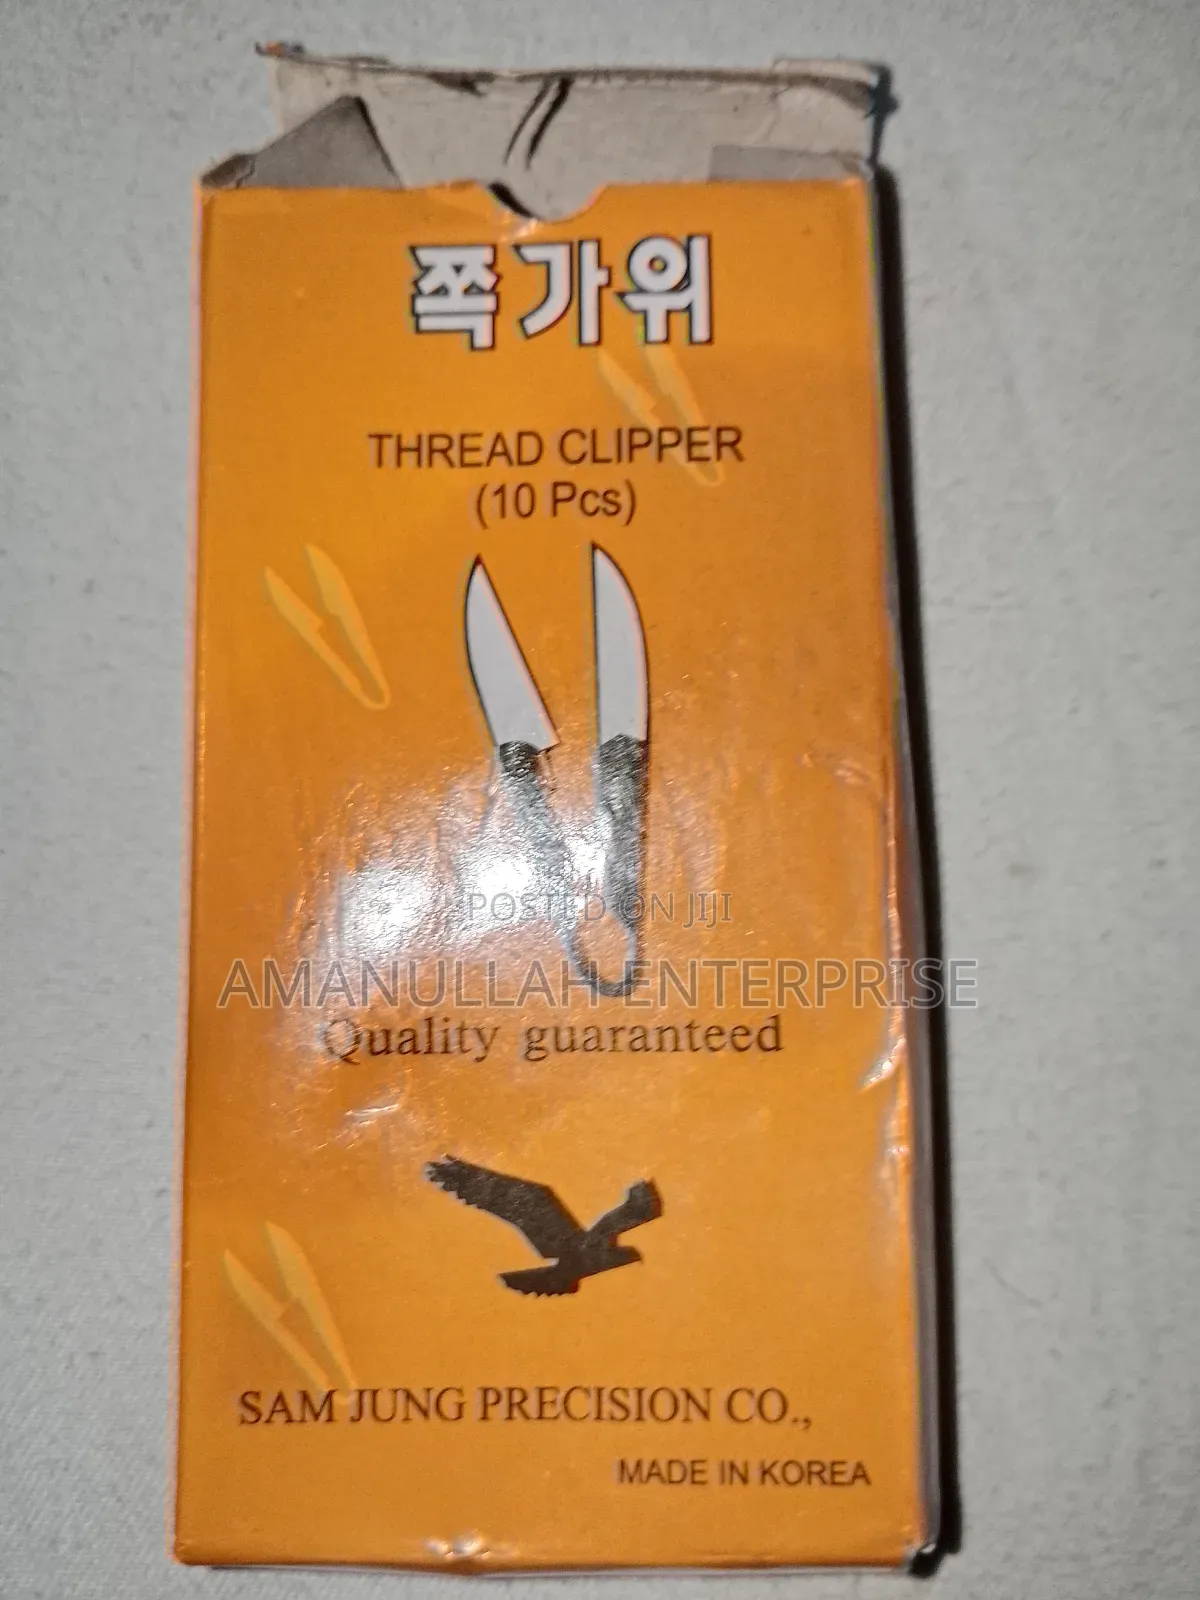 쪽가위
THREAD CLIPPER
(10 Pcs)
POSTED ON JIJI
AMANULLAH ENTERPRISE
Quality guaranteed
SAM JUNG PRECISION CO.,
MADE IN KOREA